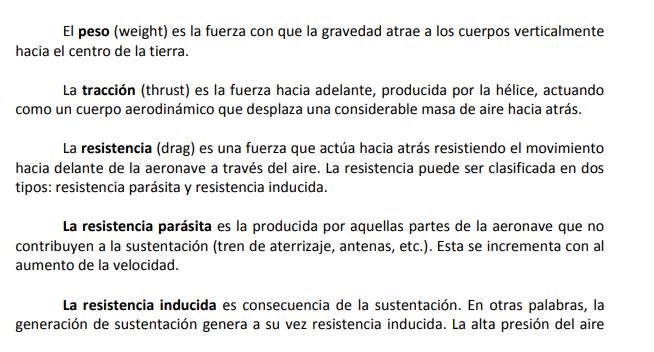 El peso (weight) es la fuerza con que la gravedad atrae a los cuerpos verticalmente
hacia el centro de la tierra.
La tracción (thrust) es la fuerza hacia adelante, producida por la hélice, actuando
como un cuerpo aerodinámico que desplaza una considerable masa de aire hacia atrás.
La resistencia (drag) es una fuerza que actúa hacia atrás resistiendo el movimiento
hacia delante de la aeronave a través del aire. La resistencia puede ser clasificada en dos
tipos: resistencia parásita y resistencia inducida.
La resistencia parásita es la producida por aquellas partes de la aeronave que no
contribuyen a la sustentación (tren de aterrizaje, antenas, etc.). Esta se incrementa con al
aumento de la velocidad.
La resistencia inducida es consecuencia de la sustentación. En otras palabras, la
generación de sustentación genera a su vez resistencia inducida. La alta presión del aire